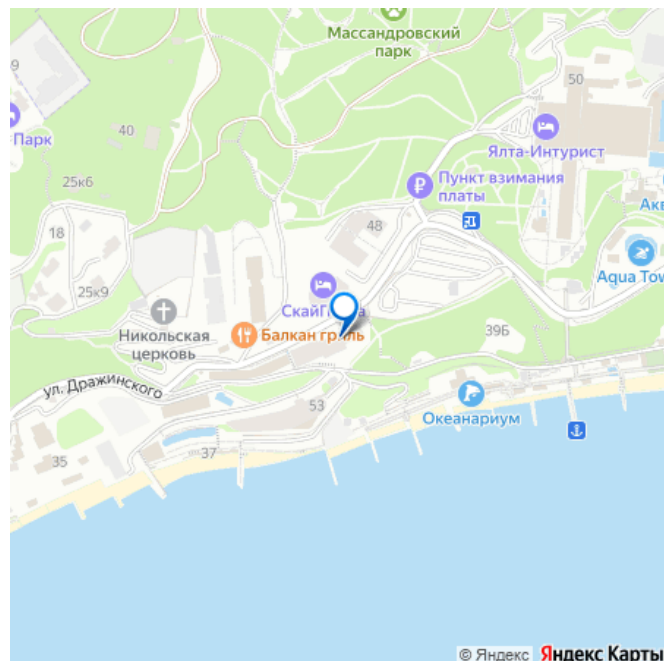 Массандровский
парк
50
40
-Парк
Ялта-Интурист
Пункт взимания
платы
25к6
18
48
Аква
25к9
Aqua Tow
Никольская
церковь
Балкан гриль
39Б
ул. Дражинского
53
Океанариум
35
37
© Яндекс Яндекс Карты